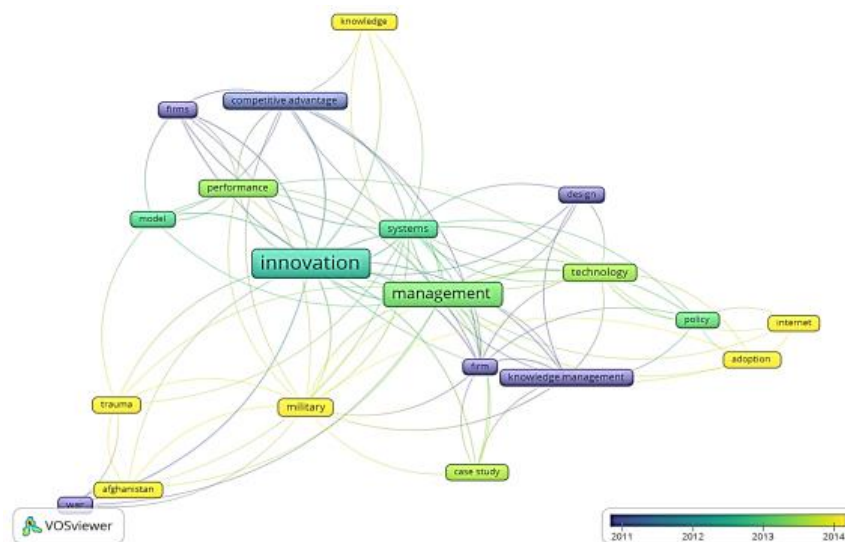 knowledge
firms
competitive advantage
performance
design
model
systems
innovation
technology
management
policy
internet
adoption
firm
knowledge management
trauma
military
case study
afghanistan
war
VOSviewer
2011 2012 2013 2014